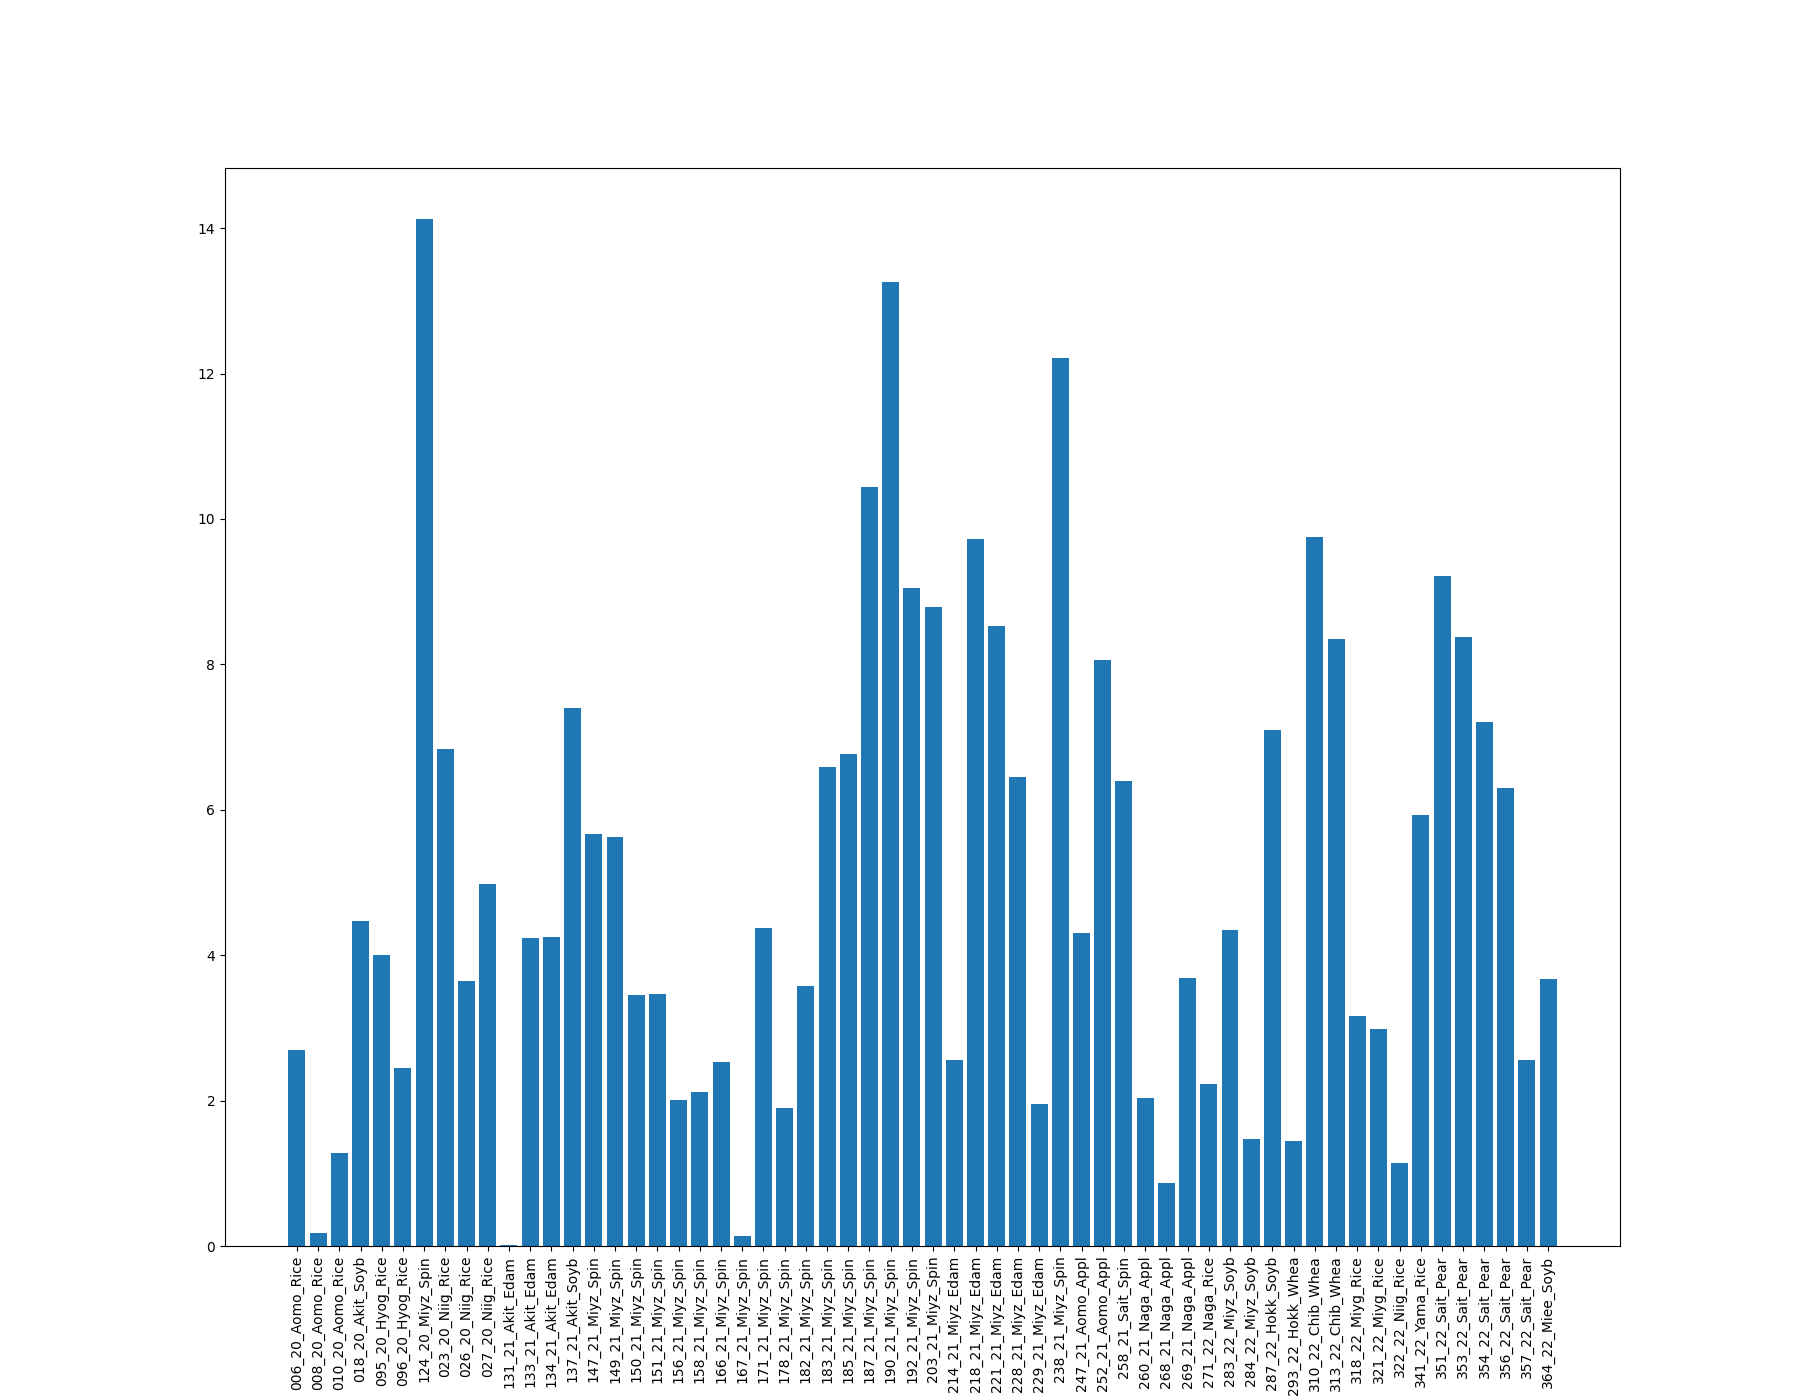 14
12
10
8
6
4
2
0
006_20_Aomo_Rice
008_20_Aomo_Rice
010_20_Aomo_Rice
018_20_Akit_Soyb
095_20_Hyog_Rice
096_20_Hyog_Rice
124_20_Miyz_Spin
023_20_Niig_Rice
026_20_Niig_Rice
027_20_Niig_Rice
131_21_Akit_Edam
133_21_Akit_Edam
134_21_Akit_Edam
137_21_Akit_Soyb
147_21_Miyz_Spin
149_21_Miyz_Spin
150_21_Miyz_Spin
151_21_Miyz_Spin
156_21_Miyz_Spin
158_21_Miyz_Spin
166_21_Miyz_Spin
167_21_Miyz_Spin
171_21_Miyz_Spin
178_21_Miyz_Spin
182_21_Miyz_Spin
183_21_Miyz_Spin
185_21_Miyz_Spin
187_21_Miyz_Spin
190_21_Miyz_Spin
192_21_Miyz_Spin
203_21_Miyz_Spin
214_21_Miyz_Edam
218_21_Miyz_Edam
221_21_Miyz_Edam
228_21_Miyz_Edam
229_21_Miyz_Edam
238_21_Miyz_Spin
247_21_Aomo_Appl
252_21_Aomo_Appl
258_21_Sait_Spin
260_21_Naga_Appl
268_21_Naga_Appl
269_21_Naga_Appl
271_22_Naga_Rice
283_22_Miyz_Soyb
284_22_Miyz_Soyb
287_22_Hokk_Soyb
293_22_Hokk_Whea
310_22_Chib_Whea
313_22_Chib_Whea
318_22_Miyg_Rice
321_22_Miyg_Rice
322_22_Niig_Rice
341_22_Yama_Rice
351_22_Sait_Pear
353_22_Sait_Pear
354_22_Sait_Pear
356_22_Sait_Pear
357_22_Sait_Pear
364_22_Miee_Soyb